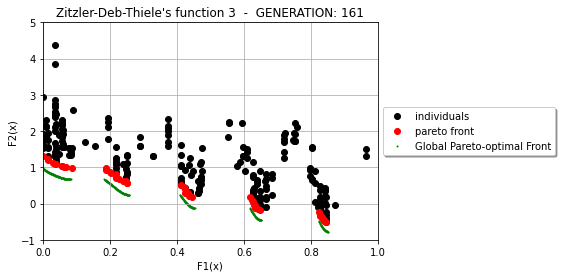 Zitzler-Deb-Thiele's function 3 - GENERATION: 161
5
4
3
2
1
0
−1
F2(x)
0.0 0.2 0.4 0.6 0.8 1.0
F1(x)
individuals
pareto front
Global Pareto-optimal Front